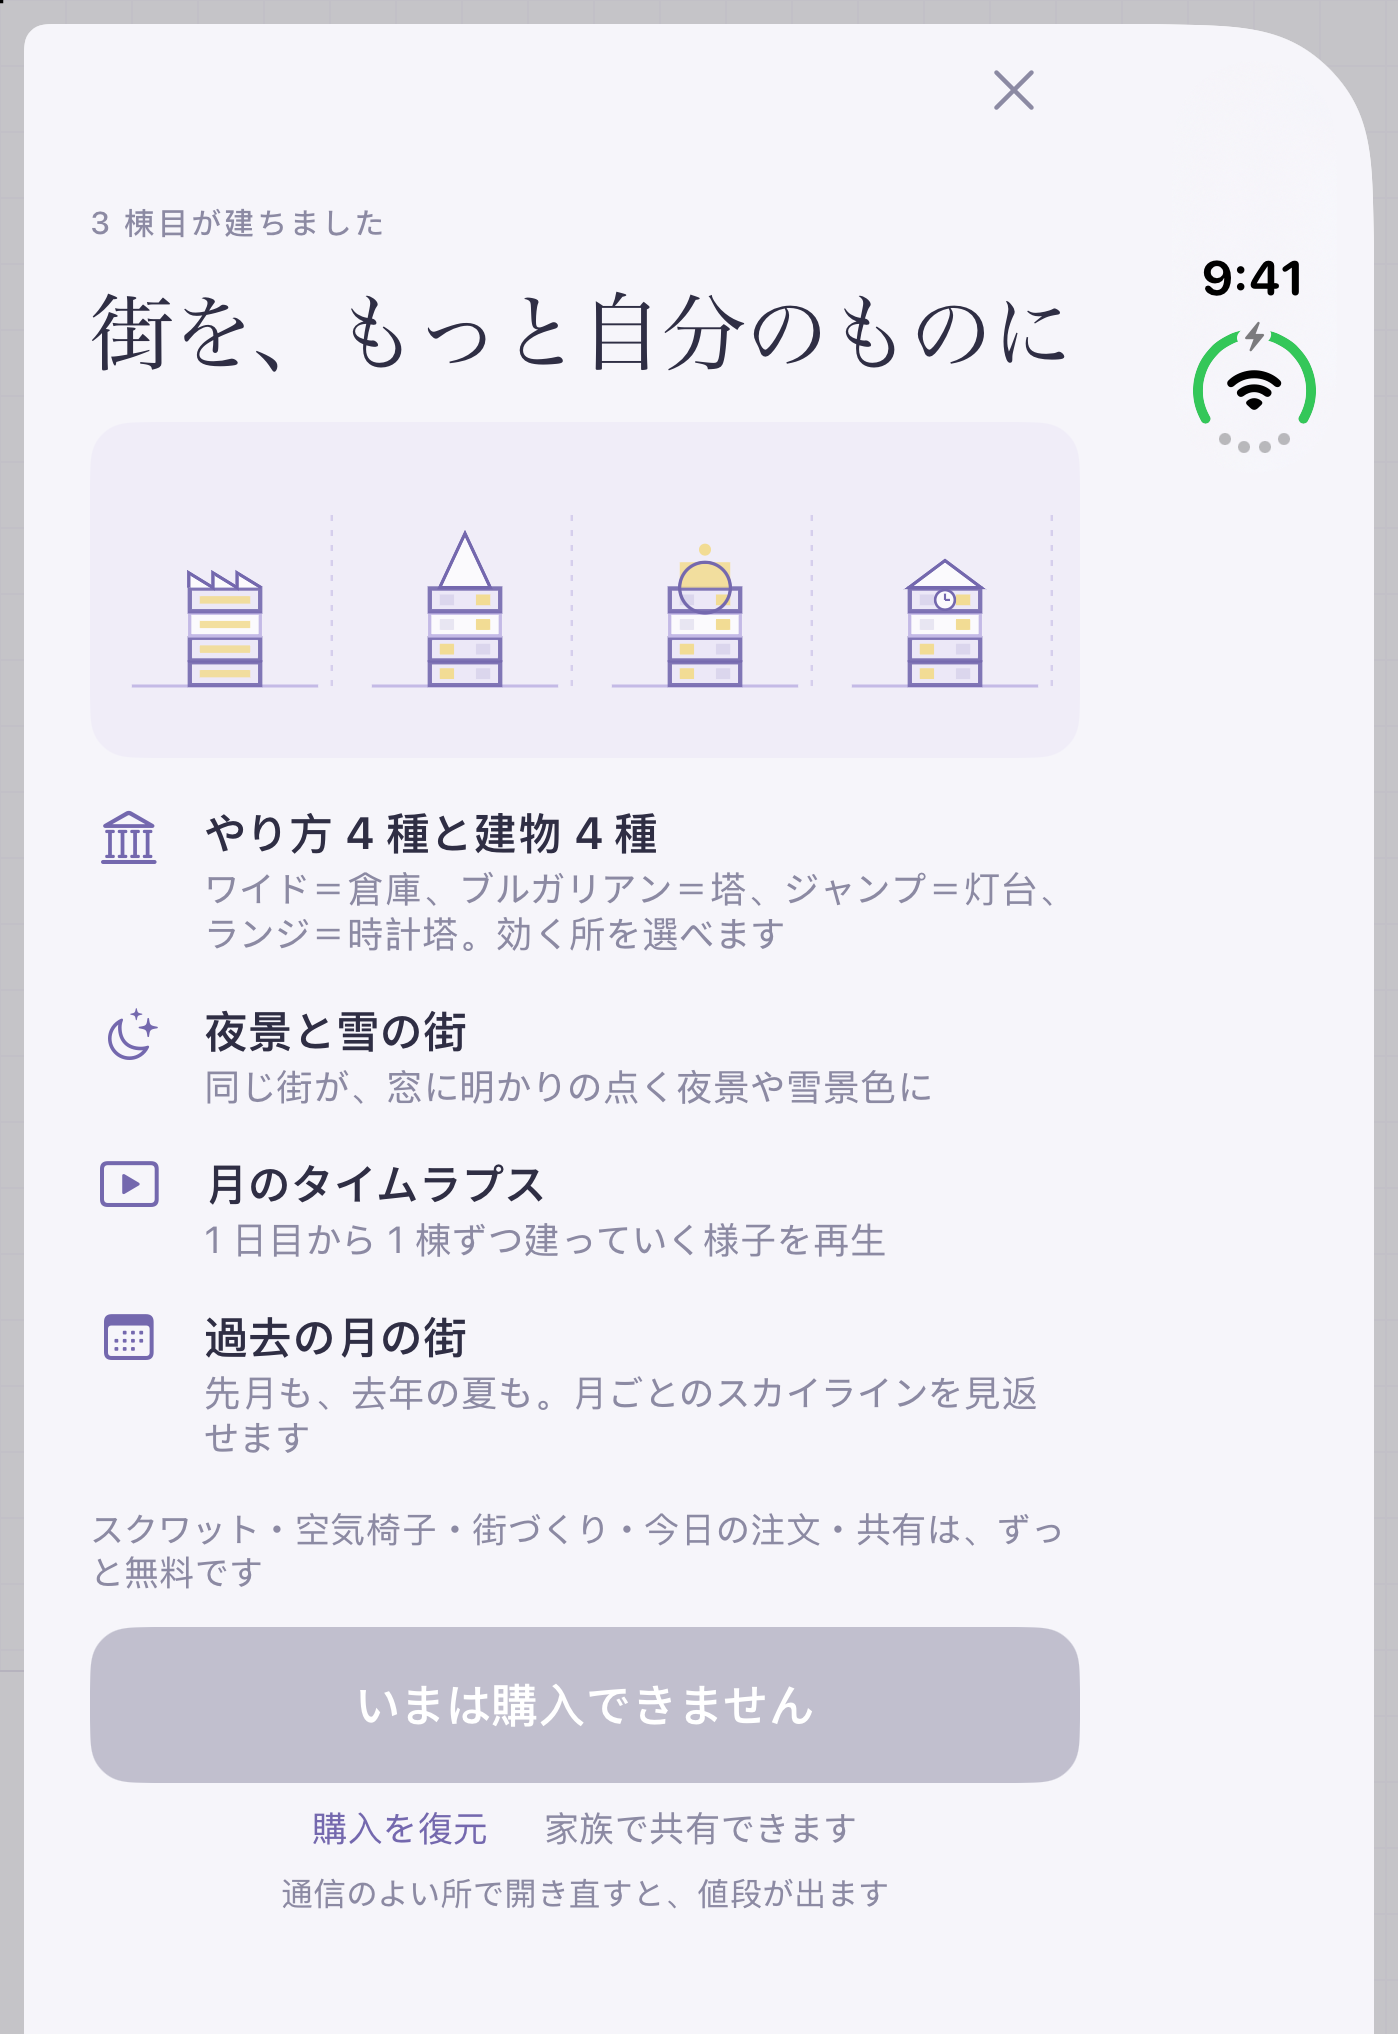 3 棟目が建ちました
街を、もっと自分のものに
9:41
やり方 4 種と建物 4 種
ワイド＝倉庫、ブルガリアン＝塔、ジャンプ＝灯台、
ランジ＝時計塔。効く所を選べます
夜景と雪の街
同じ街が、窓に明かりの点く夜景や雪景色に
月のタイムラプス
1 日目から 1 棟ずつ建っていく様子を再生
過去の月の街
先月も、去年の夏も。月ごとのスカイラインを見返
せます
スクワット・空気椅子・街づくり・今日の注文・共有は、ずっ
と無料です
いまは購入できません
購入を復元 家族で共有できます
通信のよい所で開き直すと、値段が出ます